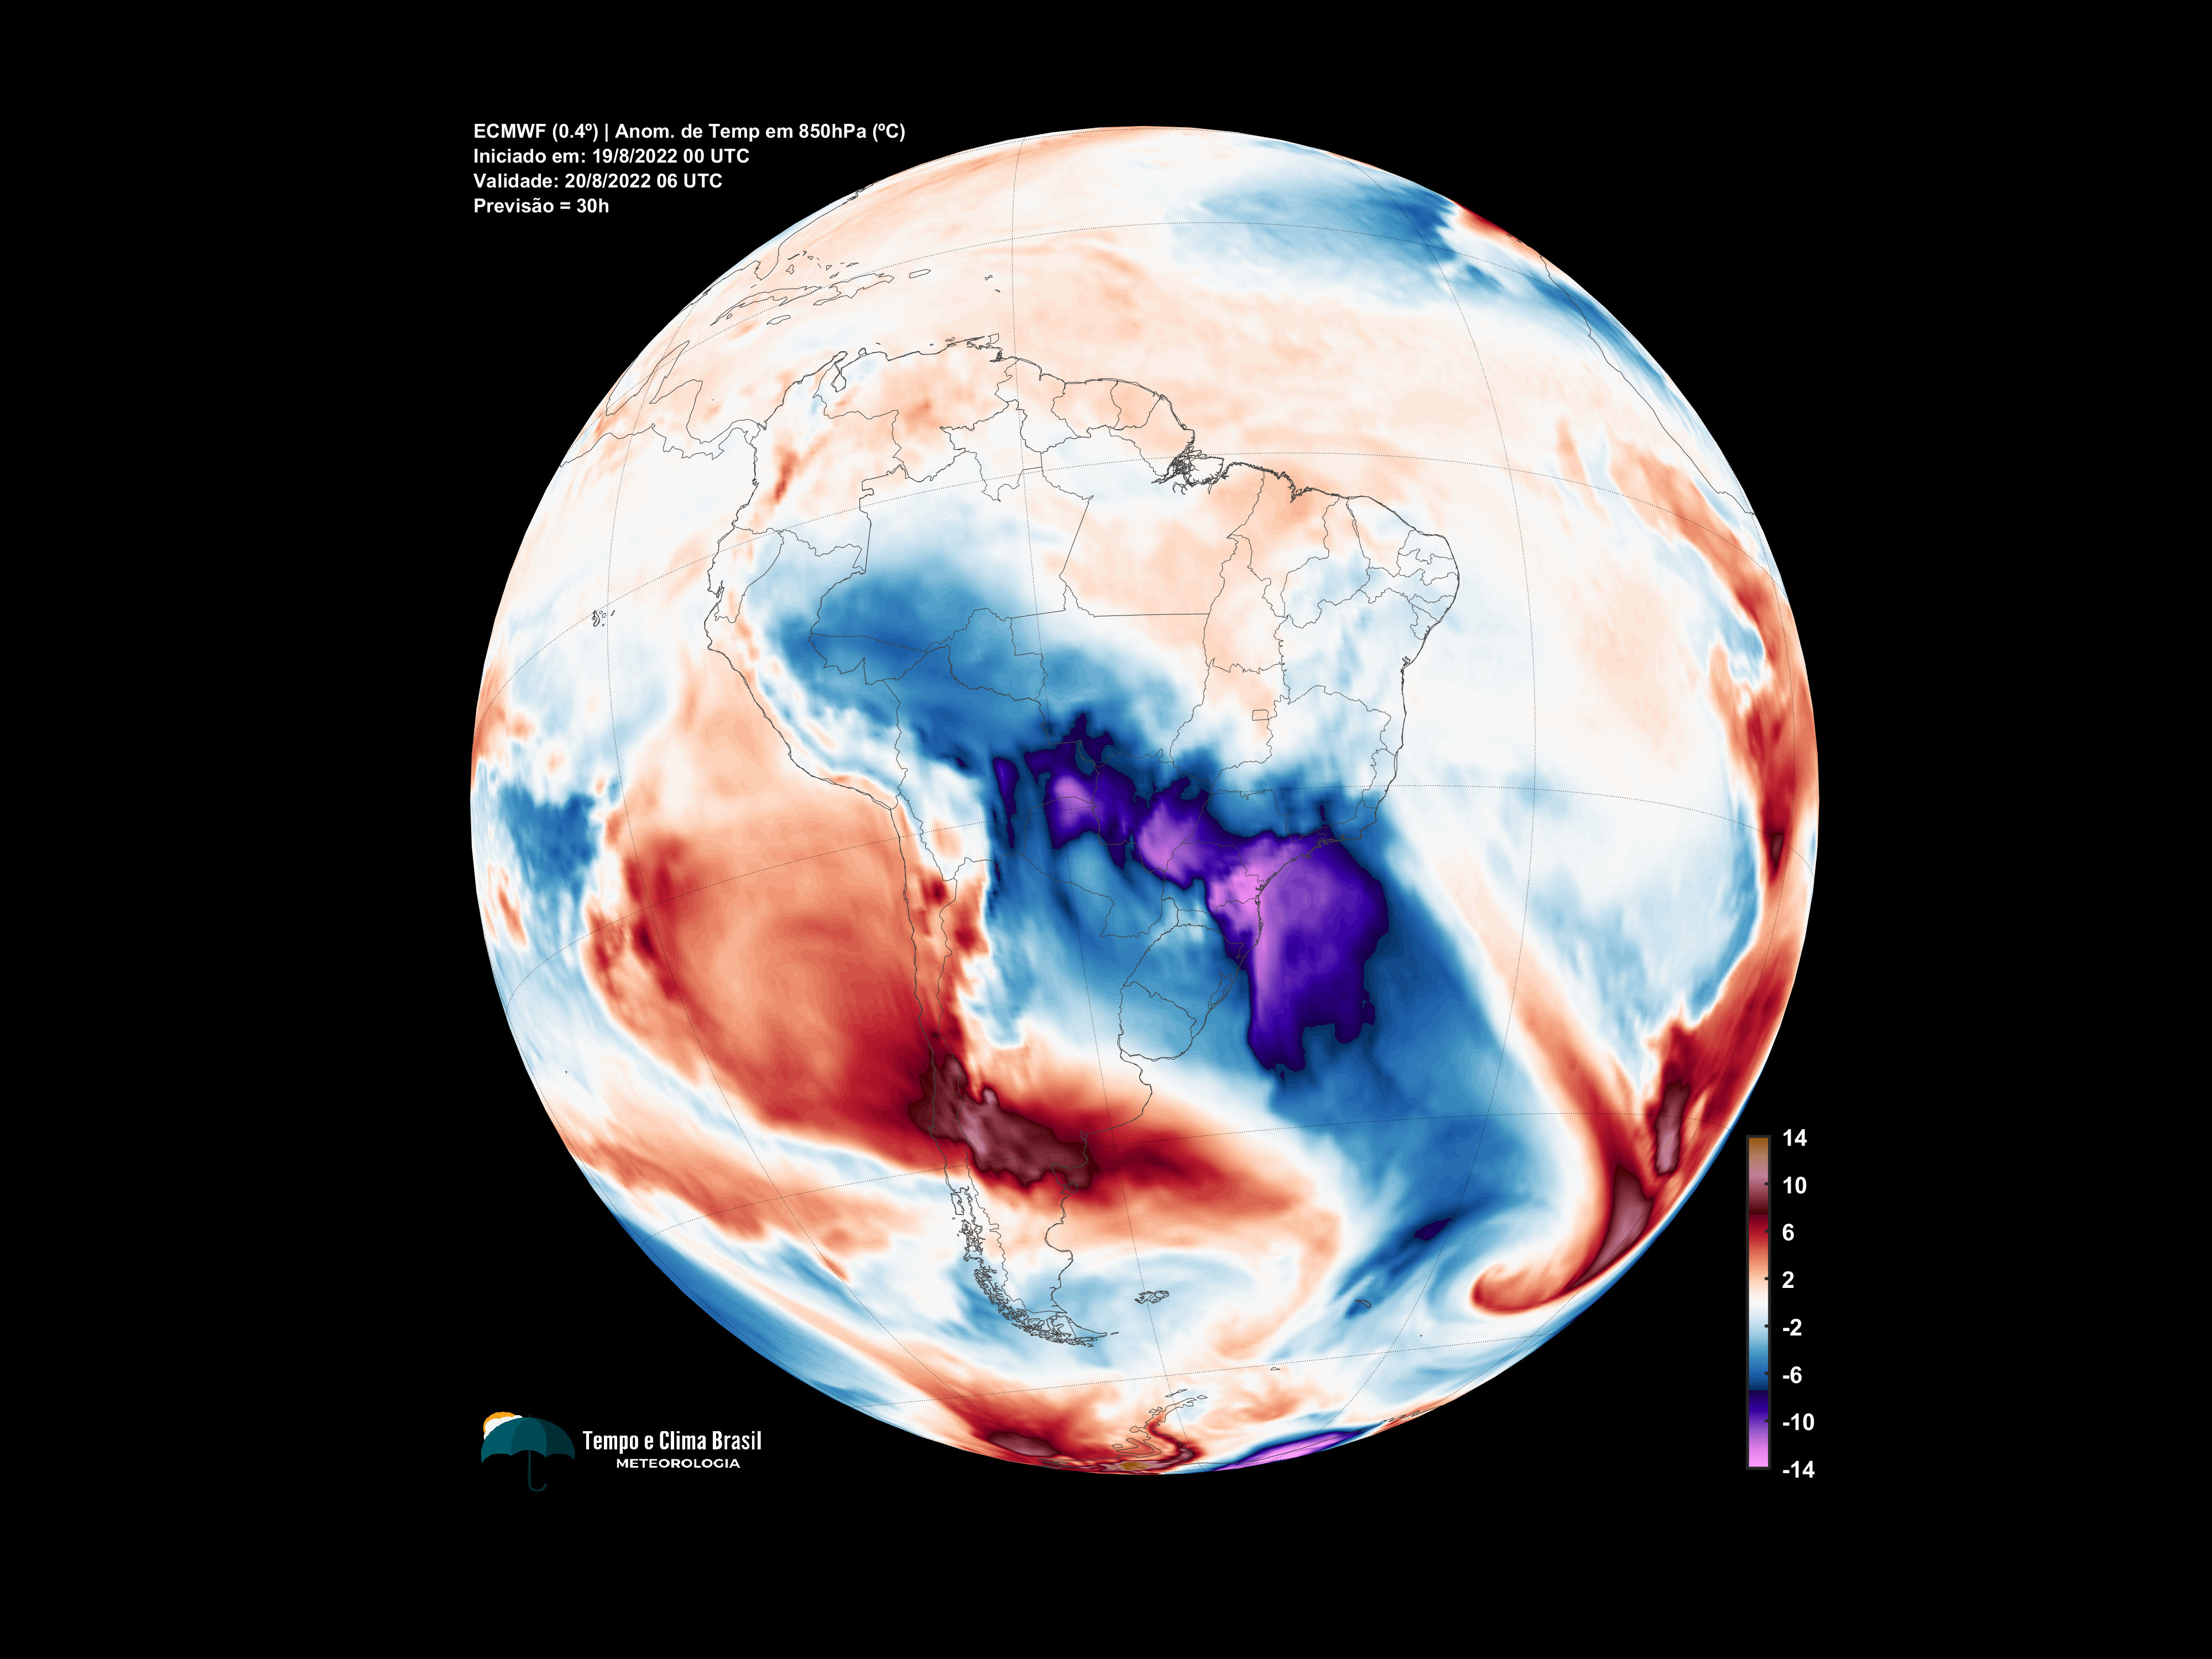 ECMWF (0.4º) | Anom. de Temp em 850hPa (ºC)
Iniciado em: 19/8/2022 00 UTC
Validade: 20/8/2022 06 UTC
Previsão = 30h
14
10
6
2
-2
-6
-10
-14
Tempo e Clima Brasil
METEOROLOGIA